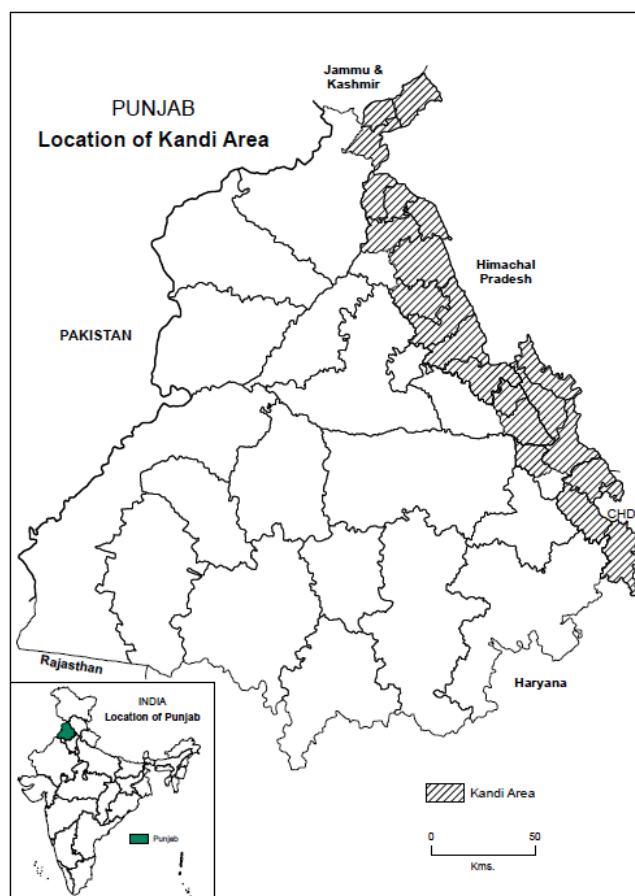 Jammu &
Kashmir
PUNJAB
Location of Kandi Area
Himachal
Pradesh
PAKISTAN
CHD
Rajasthan
Haryana
INDIA
Location of Punjab
Punjab
Kandi Area
0 50
Kms.